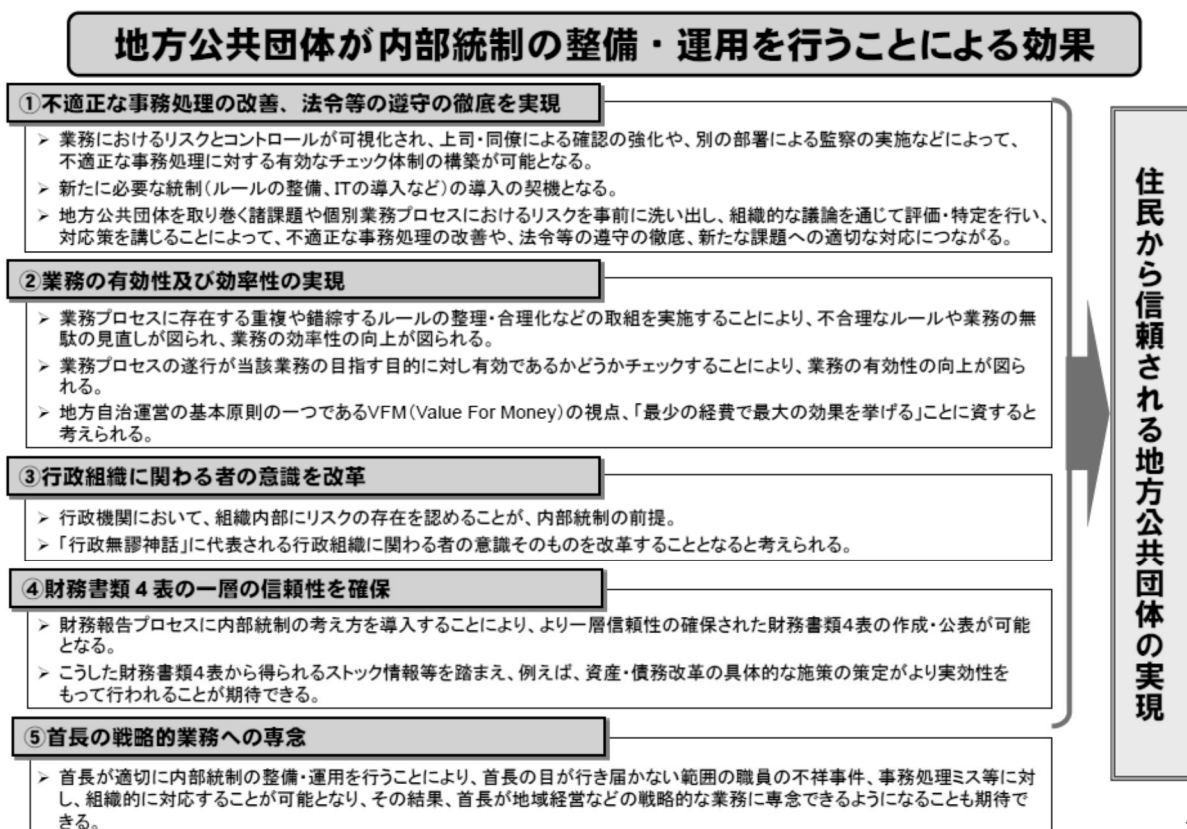 地方公共団体が内部統制の整備・運用を行うことによる効果
①不適正な事務処理の改善、法令等の遵守の徹底を実現
➢ 業務におけるリスクとコントロールが可視化され、上司・同僚による確認の強化や、別の部署による監察の実施などによって、
不適正な事務処理に対する有効なチェック体制の構築が可能となる。
➢ 新たに必要な統制(ルールの整備、ITの導入など)の導入の契機となる。
➢ 地方公共団体を取り巻く諸課題や個別業務プロセスにおけるリスクを事前に洗い出し、組織的な議論を通じて評価・特定を行い、
対応策を講じることによって、不適正な事務処理の改善や、法令等の遵守の徹底、新たな課題への適切な対応につながる。
②業務の有効性及び効率性の実現
➢ 業務プロセスに存在する重複や錯綜するルールの整理・合理化などの取組を実施することにより、不合理なルールや業務の無
駄の見直しが図られ、業務の効率性の向上が図られる。
➢ 業務プロセスの遂行が当該業務の目指す目的に対し有効であるかどうかチェックすることにより、業務の有効性の向上が図ら
れる。
➢ 地方自治運営の基本原則の一つであるVFM(Value For Money)の視点、「最少の経費で最大の効果を挙げる」ことに資すると
考えられる。
③行政組織に関わる者の意識を改革
➢ 行政機関において、組織内部にリスクの存在を認めることが、内部統制の前提。
➢ 「行政無謬神話」に代表される行政組織に関わる者の意識そのものを改革することとなると考えられる。
④財務書類4表の一層の信頼性を確保
➢ 財務報告プロセスに内部統制の考え方を導入することにより、より一層信頼性の確保された財務書類4表の作成・公表が可能
となる。
➢ こうした財務書類4表から得られるストック情報等を踏まえ、例えば、資産・債務改革の具体的な施策の策定がより実効性を
もって行われることが期待できる。
⑤首長の戦略的業務への専念
➢ 首長が適切に内部統制の整備・運用を行うことにより、首長の目が行き届かない範囲の職員の不祥事件、事務処理ミス等に対
し、組織的に対応することが可能となり、その結果、首長が地域経営などの戦略的な業務に専念できるようになることも期待で
きる。
住民から信頼される地方公共団体の実現